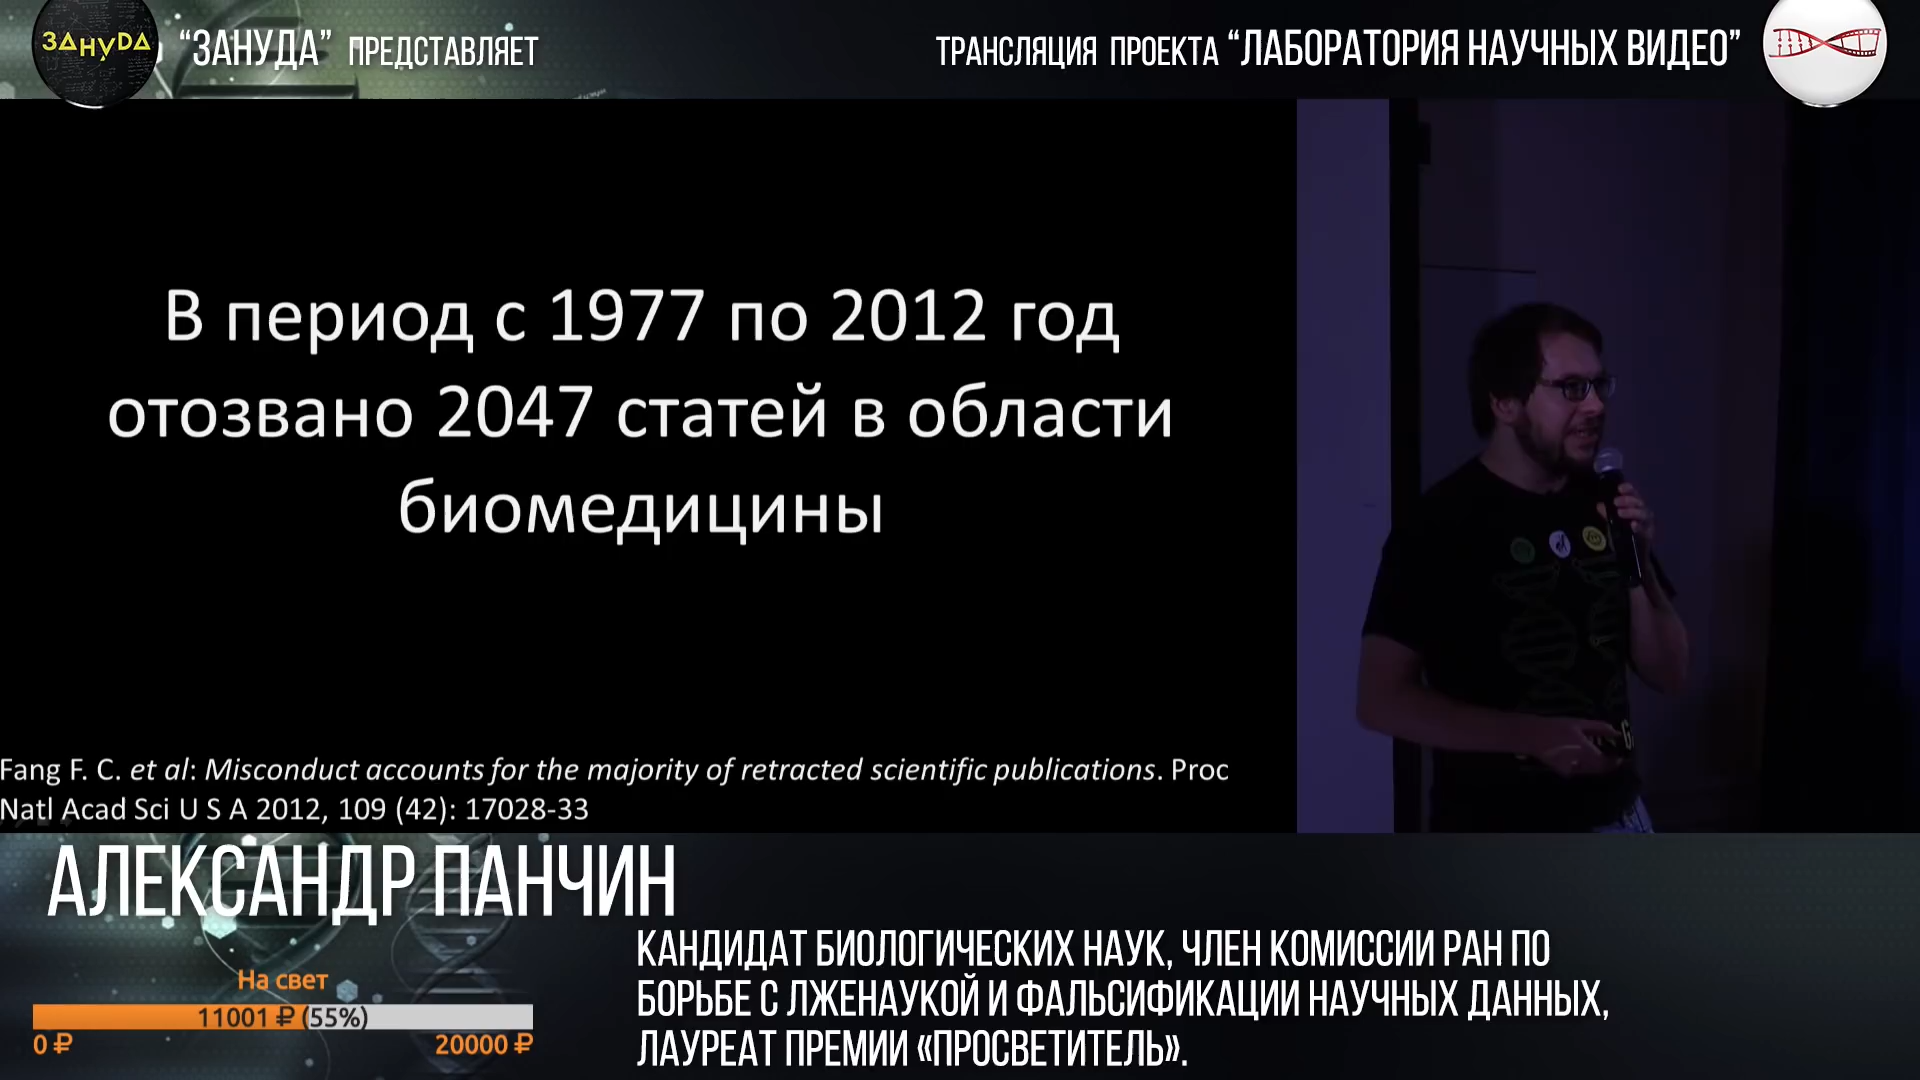 ЗАНУДА
“ЗАНУДА” ПРЕДСТАВЛЯЕТ
ТРАНСЛЯЦИЯ ПРОЕКТА “ЛАБОРАТОРИЯ НАУЧНЫХ ВИДЕО”
В период с 1977 по 2012 год
отозвано 2047 статей в области
биомедицины
Fang F. C. et al: Misconduct accounts for the majority of retracted scientific publications. Proc
Natl Acad Sci U S A 2012, 109 (42): 17028-33
АЛЕКСАНДР ПАНЧИН
КАНДИДАТ БИОЛОГИЧЕСКИХ НАУК, ЧЛЕН КОМИССИИ РАН ПО
БОРЬБЕ С ЛЖЕНАУКОЙ И ФАЛЬСИФИКАЦИИ НАУЧНЫХ ДАННЫХ,
ЛАУРЕАТ ПРЕМИИ «ПРОСВЕТИТЕЛЬ».
На свет
11001 ₽ (55%)
0 ₽
20000 ₽